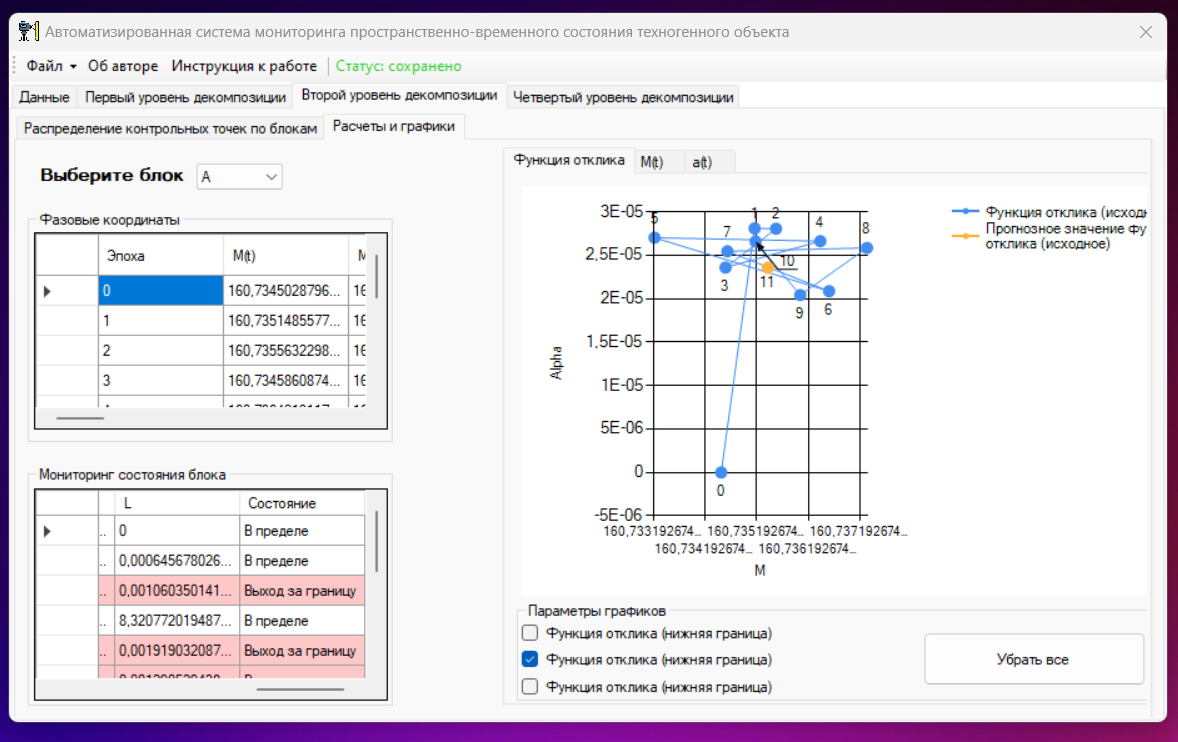 Автоматизированная система мониторинга пространственно-временного состояния техногенного объекта
Файл Об авторе Инструкция к работе Статус: сохранено
Данные Первый уровень декомпозиции Второй уровень декомпозиции Четвертый уровень декомпозиции
Распределение контрольных точек по блокам Расчеты и графики
Выберите блок A
Фазовые координаты
Эпоха M(t)
0 160,7345028796... 16
1 160,7351485577... 16
2 160,7355632298... 16
3 160,7345860874... 16
Мониторинг состояния блока
L Состояние
.. 0 В пределе
.. 0,000645678026... В пределе
.. 0,001060350141... Выход за границу
.. 8,320772019487... В пределе
.. 0,001919032087... Выход за границу
Функция отклика M(t) a(t)
3E-05
2,5E-05
2E-05
1,5E-05
1E-05
5E-06
0
-5E-06
Alpha
5
1
2
4
8
7
10
3
11
9
6
0
160,733192674... 160,735192674... 160,737192674...
160,734192674... 160,736192674...
M
Функция отклика (исходн
Прогнозное значение фу
отклика (исходное)
Параметры графиков
Функция отклика (нижняя граница)
Функция отклика (нижняя граница)
Функция отклика (нижняя граница)
Убрать все